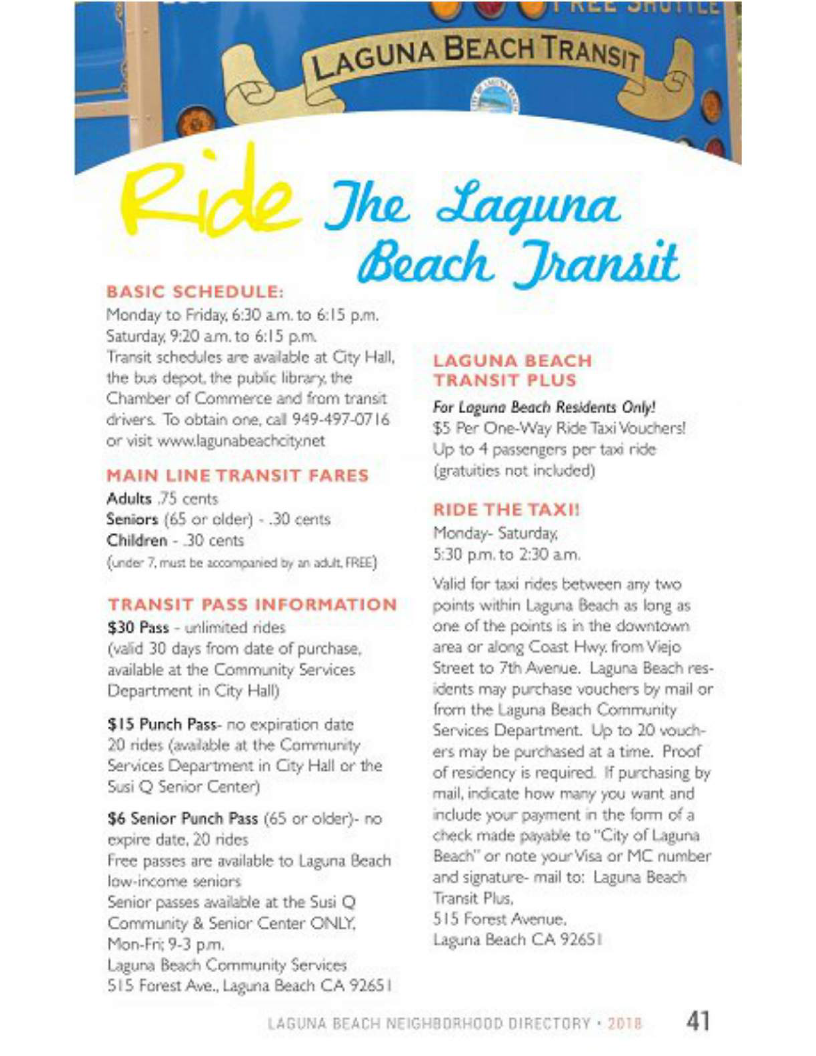 FREE SHUTTLE
LAGUNA BEACH TRANSIT
Ride The Laguna
Beach Transit
BASIC SCHEDULE:
Monday to Friday, 6:30 a.m. to 6:15 p.m.
Saturday, 9:20 a.m. to 6:15 p.m.
Transit schedules are available at City Hall,
the bus depot, the public library, the
Chamber of Commerce and from transit
drivers. To obtain one, call 949-497-0716
or visit www.lagunabeachcity.net
MAIN LINE TRANSIT FARES
Adults .75 cents
Seniors (65 or older) - .30 cents
Children - .30 cents
(under 7, must be accompanied by an adult, FREE)
TRANSIT PASS INFORMATION
$30 Pass - unlimited rides
(valid 30 days from date of purchase,
available at the Community Services
Department in City Hall)
$15 Punch Pass- no expiration date
20 rides (available at the Community
Services Department in City Hall or the
Susi Q Senior Center)
$6 Senior Punch Pass (65 or older)- no
expire date, 20 rides
Free passes are available to Laguna Beach
low-income seniors
Senior passes available at the Susi Q
Community & Senior Center ONLY,
Mon-Fri; 9-3 p.m.
Laguna Beach Community Services
515 Forest Ave., Laguna Beach CA 92651
LAGUNA BEACH
TRANSIT PLUS
For Laguna Beach Residents Only!
$5 Per One-Way Ride Taxi Vouchers!
Up to 4 passengers per taxi ride
(gratuities not included)
RIDE THE TAXI!
Monday- Saturday,
5:30 p.m. to 2:30 a.m.
Valid for taxi rides between any two
points within Laguna Beach as long as
one of the points is in the downtown
area or along Coast Hwy. from Viejo
Street to 7th Avenue. Laguna Beach res-
idents may purchase vouchers by mail or
from the Laguna Beach Community
Services Department. Up to 20 vouch-
ers may be purchased at a time. Proof
of residency is required. If purchasing by
mail, indicate how many you want and
include your payment in the form of a
check made payable to "City of Laguna
Beach" or note your Visa or MC number
and signature- mail to: Laguna Beach
Transit Plus,
515 Forest Avenue,
Laguna Beach CA 92651
LAGUNA BEACH NEIGHBORHOOD DIRECTORY • 2018 41